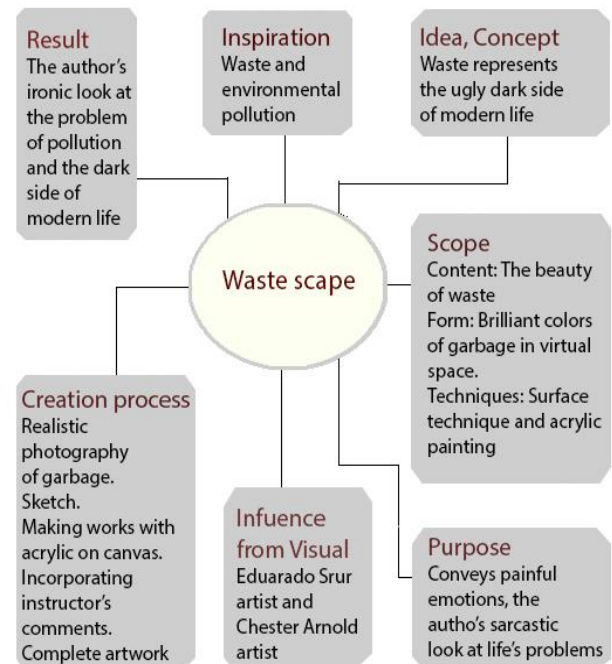 Result
The author's
ironic look at
the problem
of pollution
and the dark
side of
modern life
Inspiration
Waste and
environmental
pollution
Idea, Concept
Waste represents
the ugly dark side
of modern life
Waste scape
Scope
Content: The beauty
of waste
Form: Brilliant colors
of garbage in virtual
space.
Techniques: Surface
technique and acrylic
painting
Creation process
Realistic
photography
of garbage.
Sketch.
Making works with
acrylic on canvas.
Incorporating
instructor's
comments.
Complete artwork
Infuence
from Visual
Eduarado Srur
artist and
Chester Arnold
artist
Purpose
Conveys painful
emotions, the
autho's sarcastic
look at life's problems